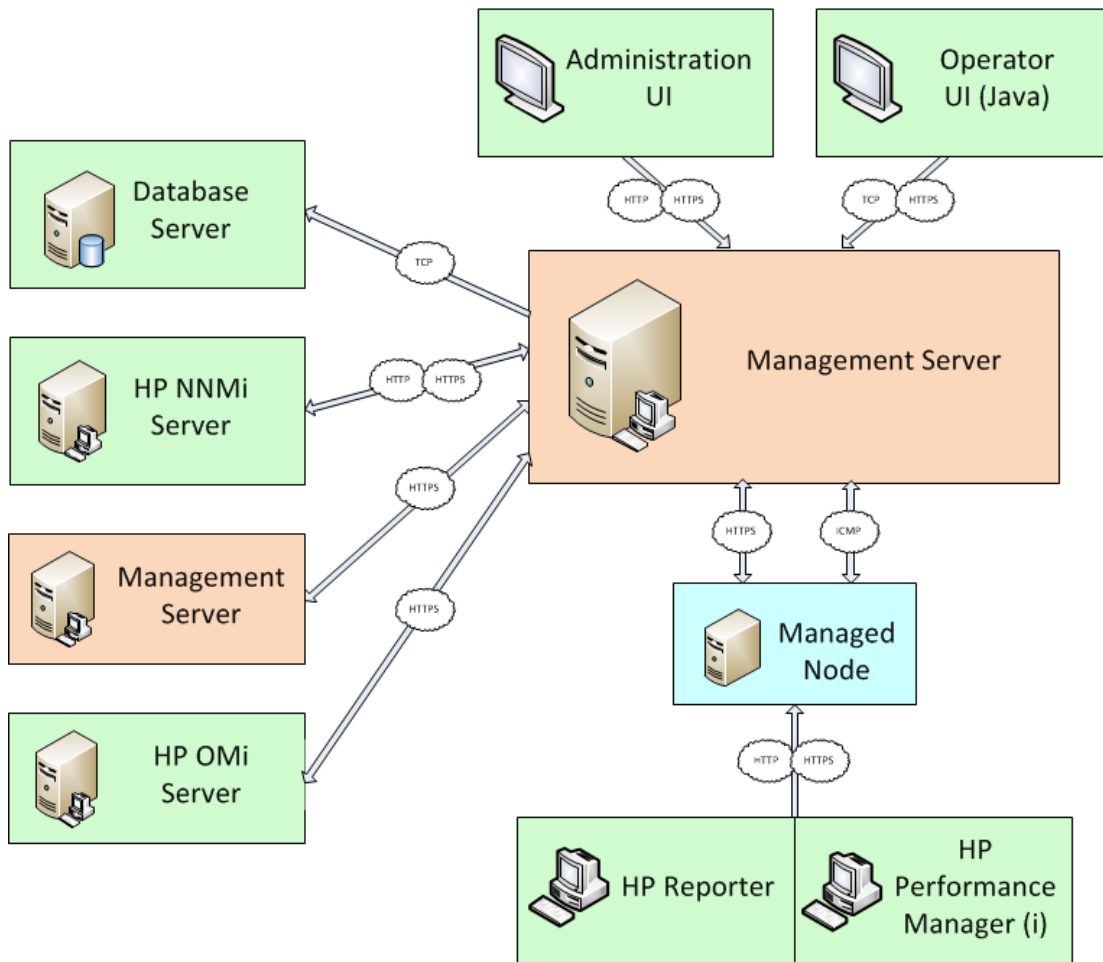 Administration
UI
Operator
UI (Java)
HTTP
HTTPS
TCP
HTTPS
Database
Server
TCP
Management Server
HP NNMi
Server
HTTP
HTTPS
HTTPS
Management
Server
HTTPS
HTTPS
ICMP
Managed
Node
HP OMi
Server
HTTP
HTTPS
HP Reporter
HP
Performance
Manager (i)